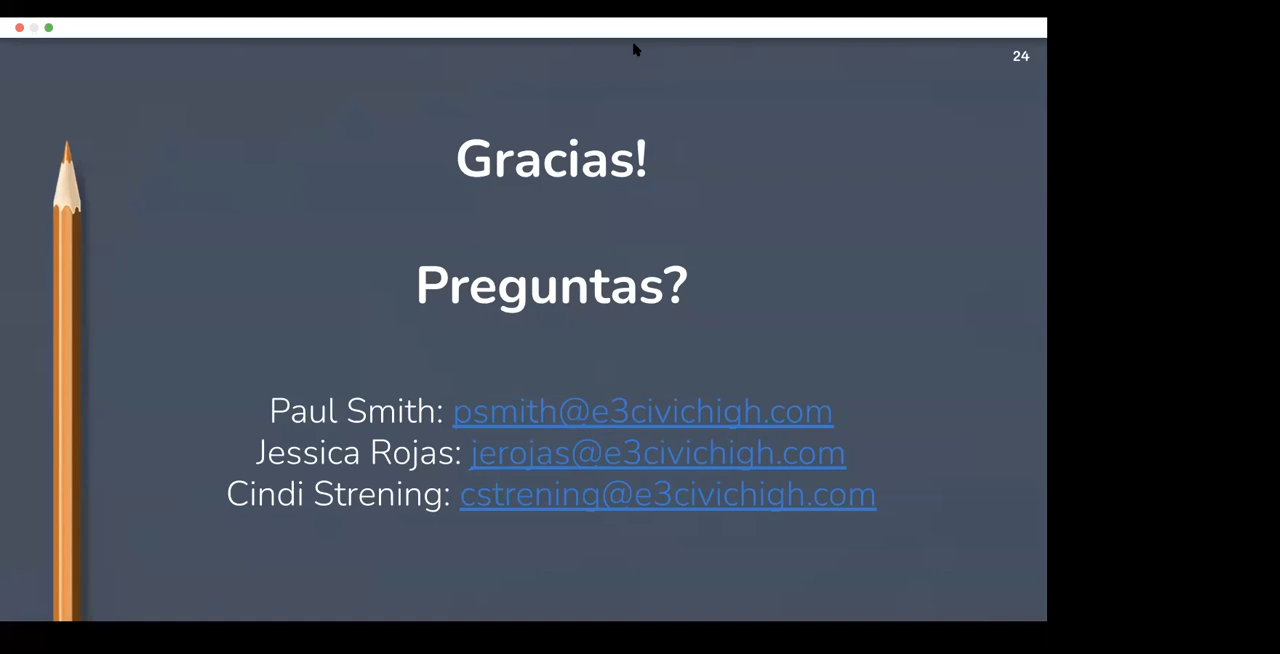 24
Gracias!
Preguntas?
Paul Smith: psmith@e3civichigh.com
Jessica Rojas: jerojas@e3civichigh.com
Cindi Strening: cstrening@e3civichigh.com